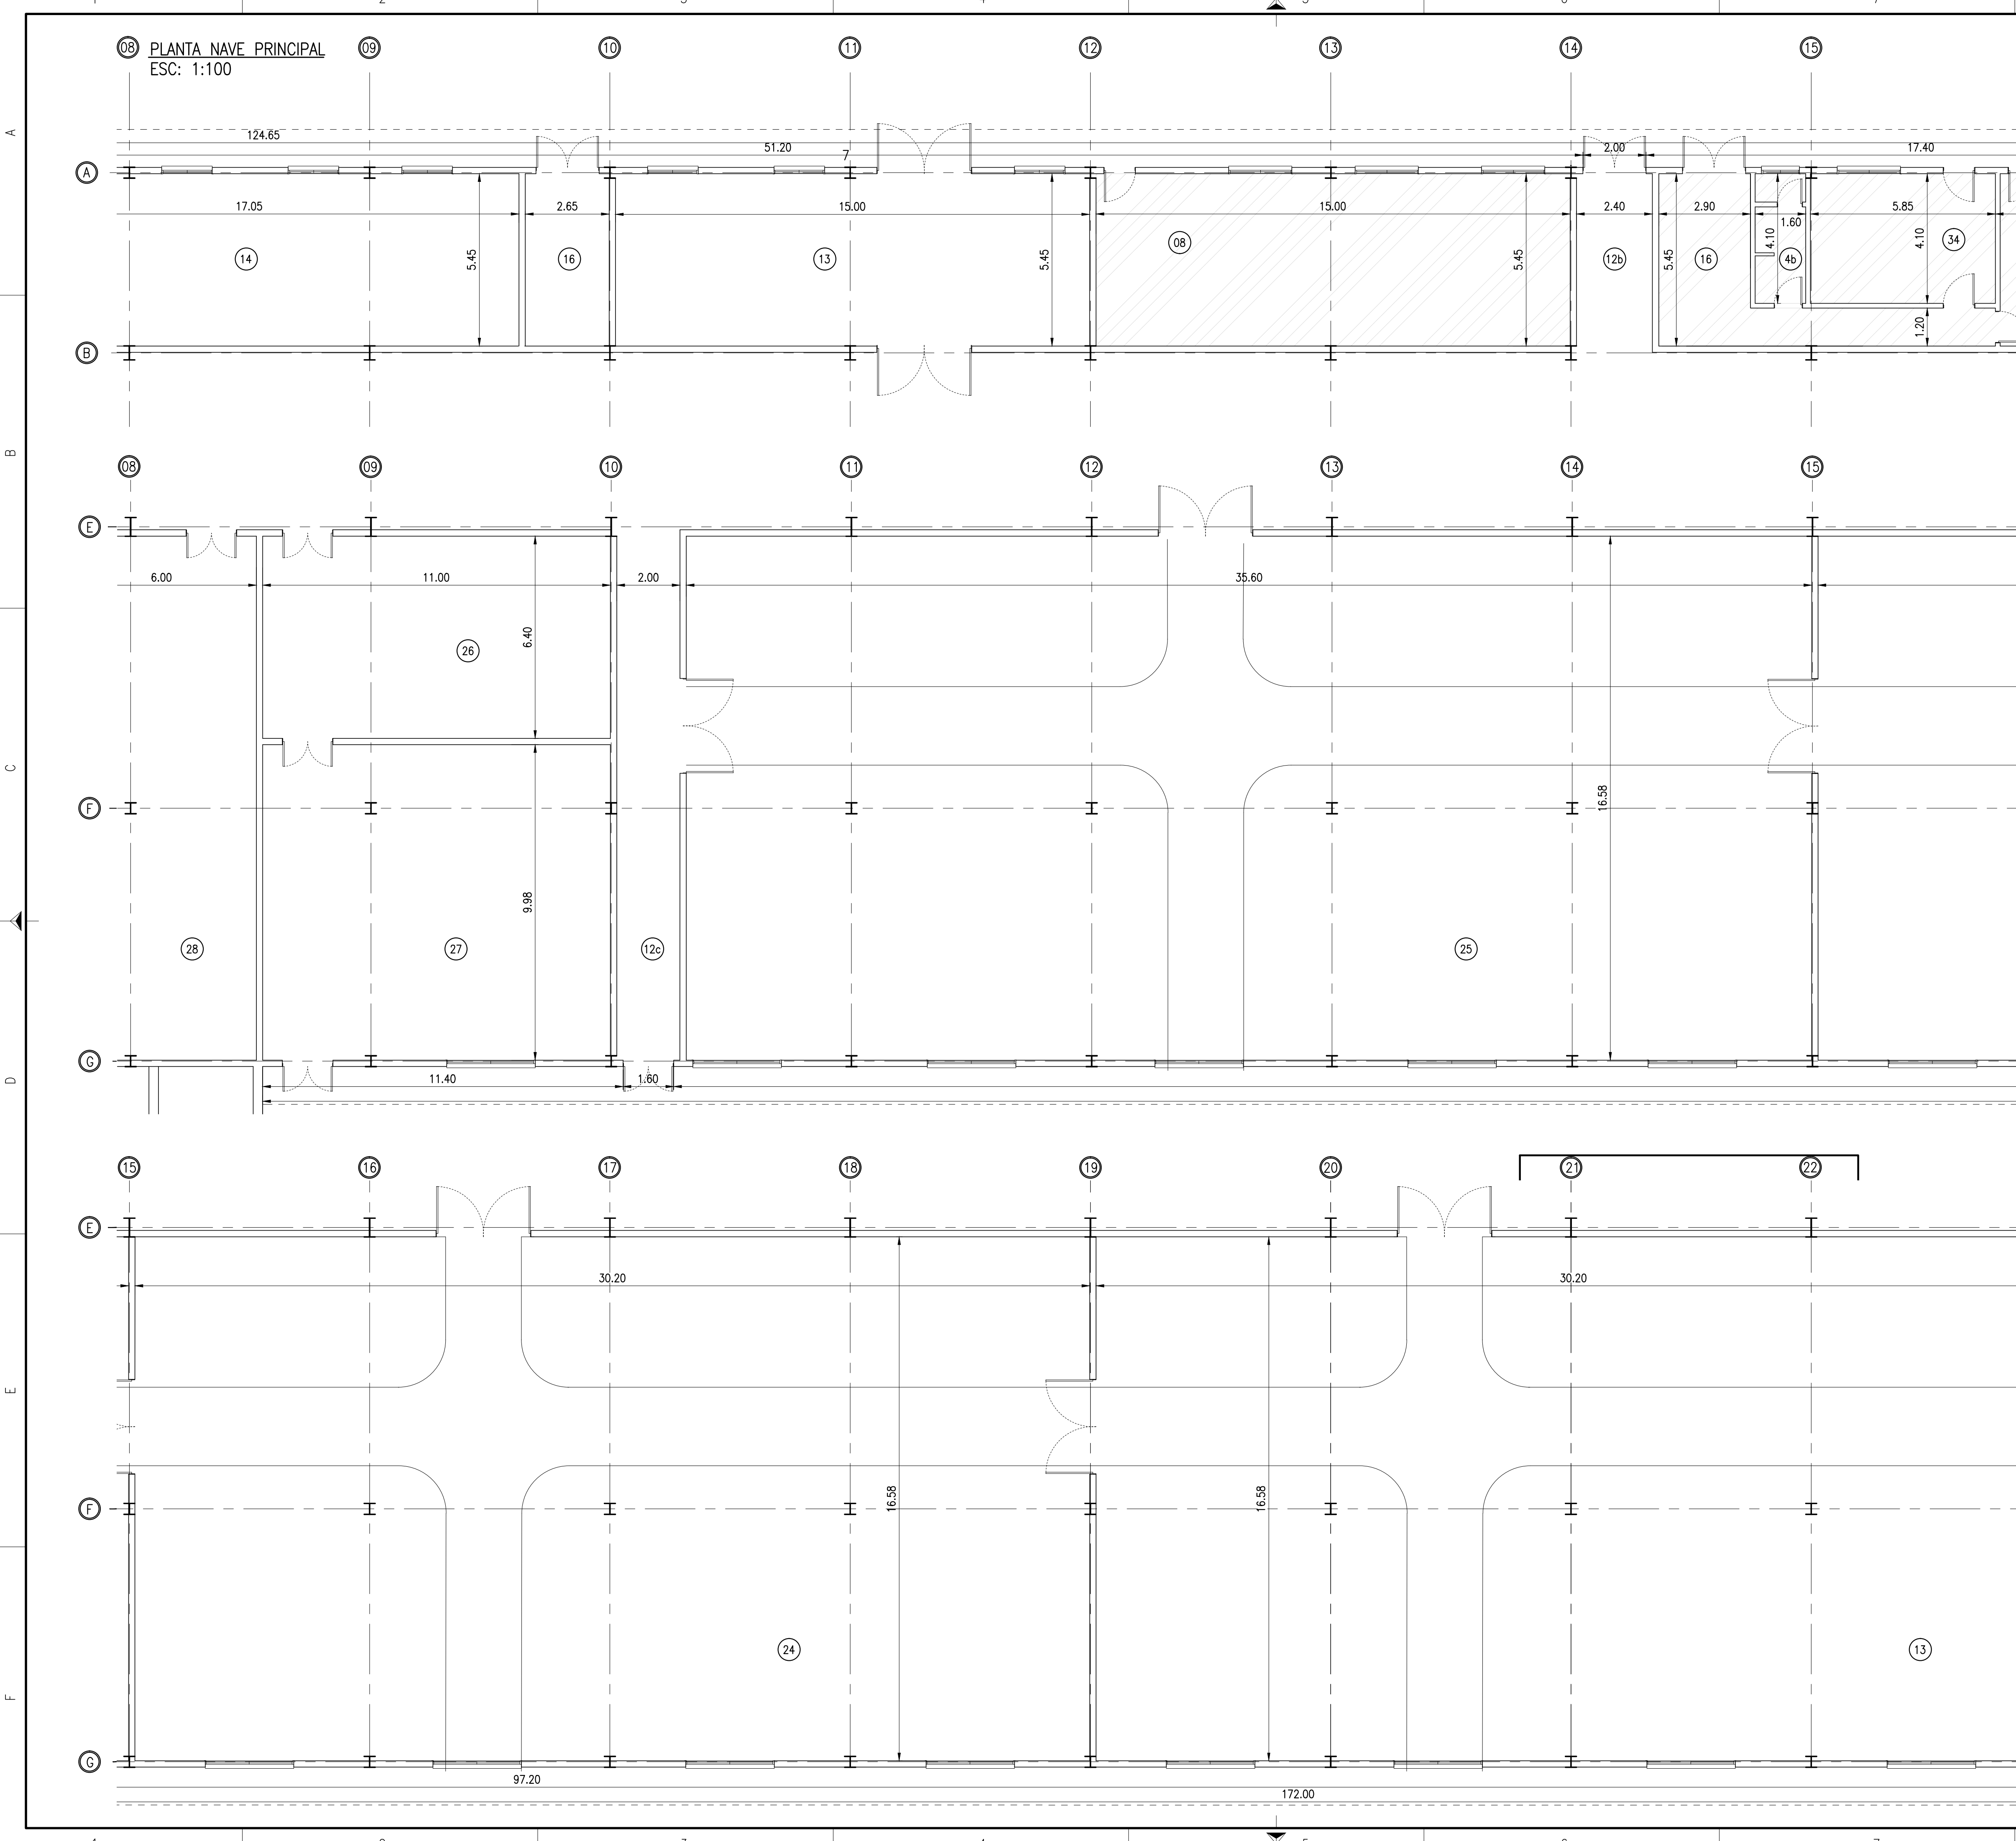 08 PLANTA NAVE PRINCIPAL 09 10 11 12 13 14 15
ESC: 1:100
A
124.65
51.20 2.00 17.40
7
A
17.05 2.65 15.00 15.00 2.40 2.90 1.60 5.85
14 5.45 16 13 5.45 08 5.45 12b 5.45 16 4.10 4b 4.10 34
1.20
B
B
08 09 10 11 12 13 14 15
E
6.00 11.00 2.00 35.60
6.40
26
C
F
16.58
9.98
28 27 12c 25
G
D
11.40 1.60
15 16 17 18 19 20 21 22
E
30.20 30.20
E
F
16.58 16.58
24 13
F
G
97.20
172.00